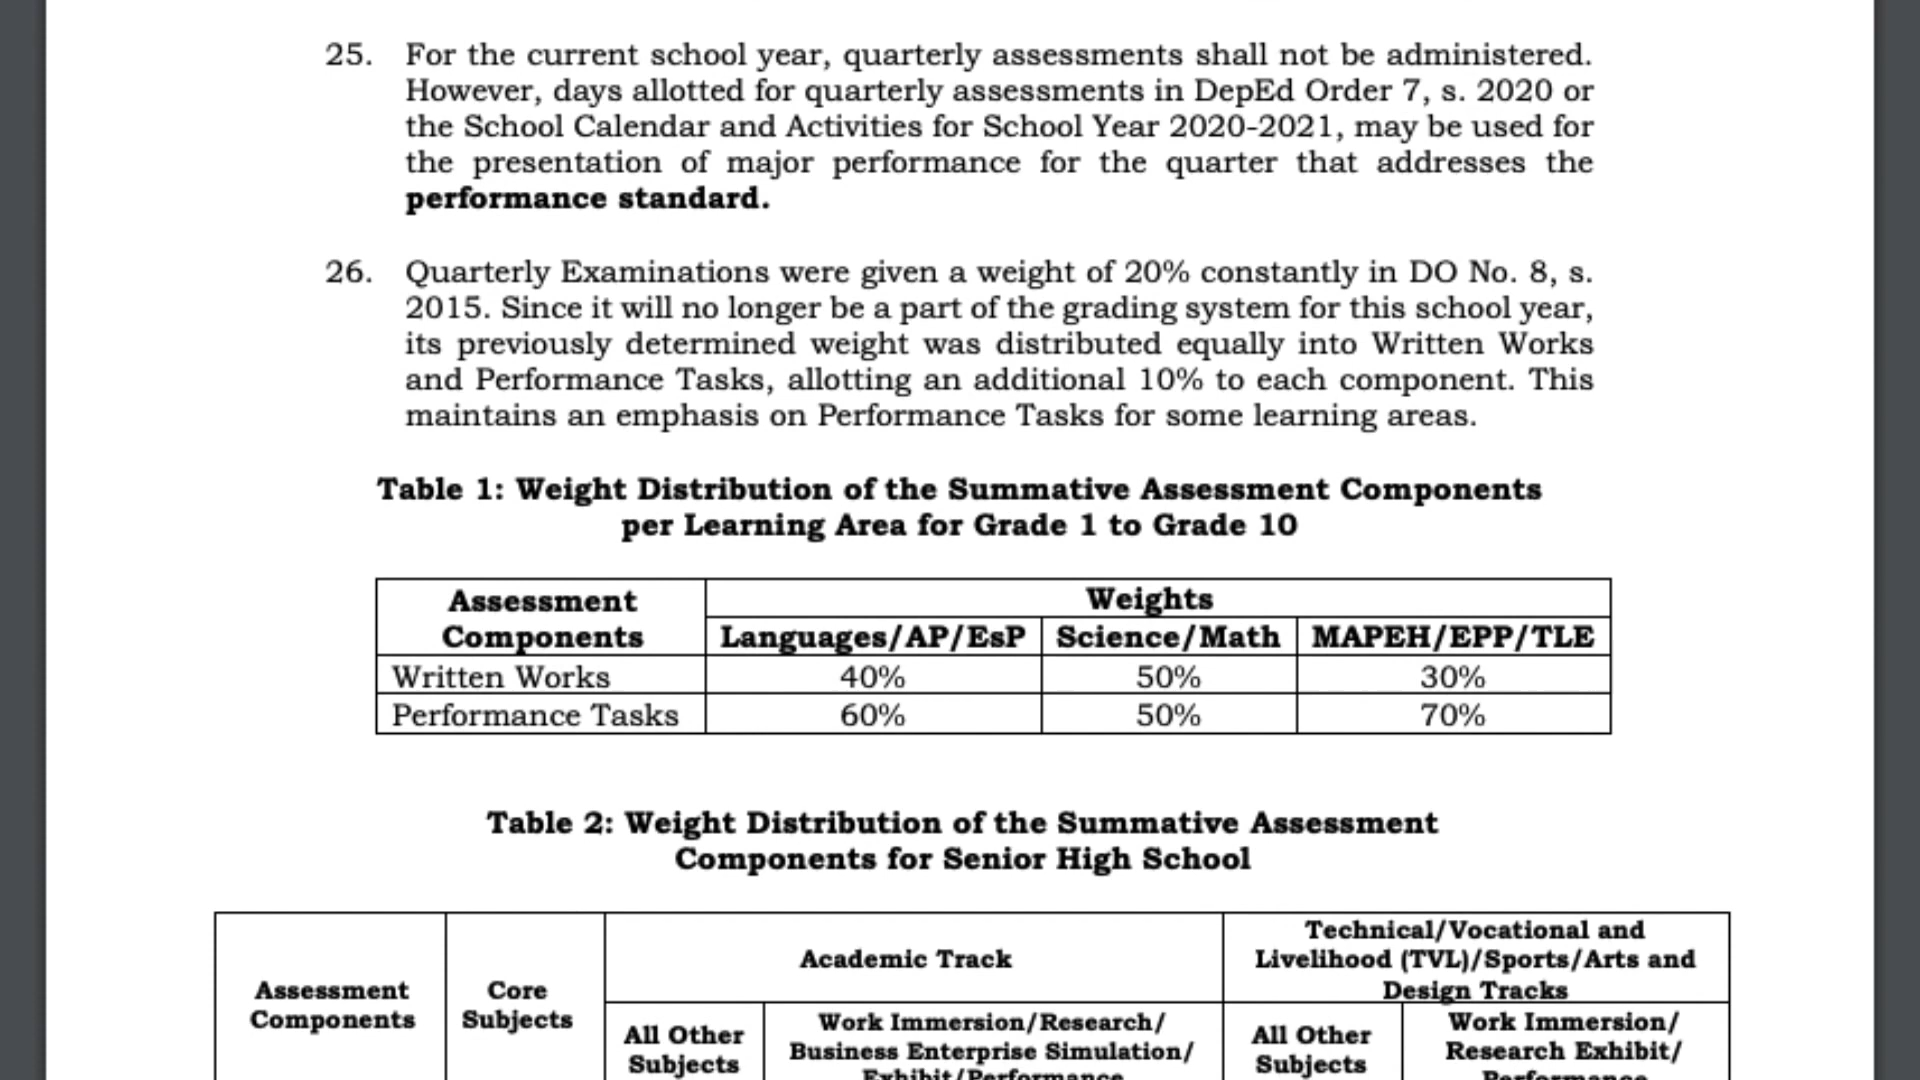 25. For the current school year, quarterly assessments shall not be administered.
However, days allotted for quarterly assessments in DepEd Order 7, s. 2020 or
the School Calendar and Activities for School Year 2020-2021, may be used for
the presentation of major performance for the quarter that addresses the
performance standard.
26. Quarterly Examinations were given a weight of 20% constantly in DO No. 8, s.
2015. Since it will no longer be a part of the grading system for this school year,
its previously determined weight was distributed equally into Written Works
and Performance Tasks, allotting an additional 10% to each component. This
maintains an emphasis on Performance Tasks for some learning areas.
Table 1: Weight Distribution of the Summative Assessment Components
per Learning Area for Grade 1 to Grade 10
Assessment Components
Weights
Languages/AP/EsP Science/Math MAPEH/EPP/TLE
Written Works 40% 50% 30%
Performance Tasks 60% 50% 70%
Table 2: Weight Distribution of the Summative Assessment
Components for Senior High School
Assessment
Components
Core
Subjects
Academic Track
Technical/Vocational and
Livelihood (TVL)/Sports/Arts and
Design Tracks
All Other
Subjects
Work Immersion/Research/
Business Enterprise Simulation/
Exhibit/Performance
All Other
Subjects
Work Immersion/
Research Exhibit/
Performance